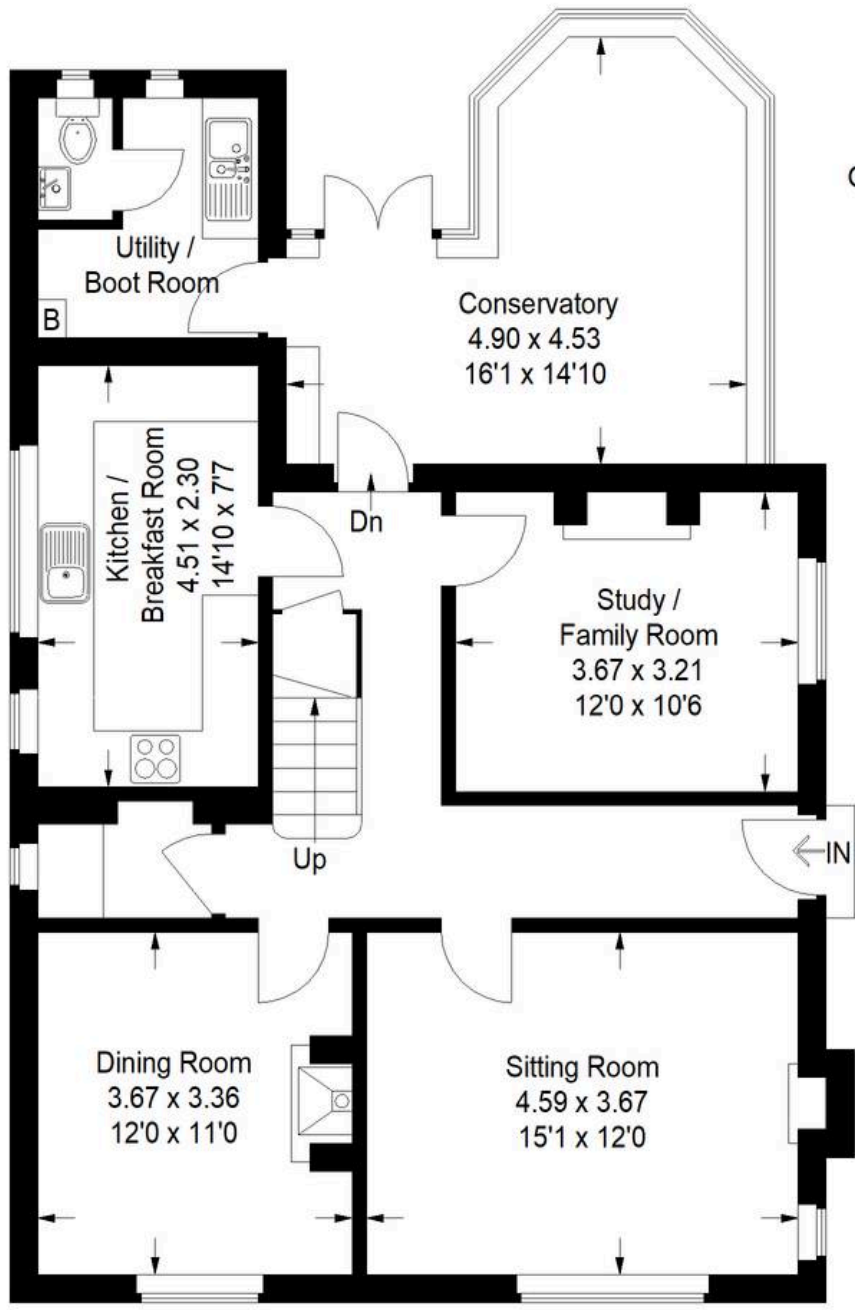 Utility /
Boot Room
B
Conservatory
4.90 x 4.53
16'1 x 14'10
Kitchen /
Breakfast Room
4.51 x 2.30
14'10 x 7'7
Dn
Study /
Family Room
3.67 x 3.21
12'0 x 10'6
Up
IN
Dining Room
3.67 x 3.36
12'0 x 11'0
Sitting Room
4.59 x 3.67
15'1 x 12'0